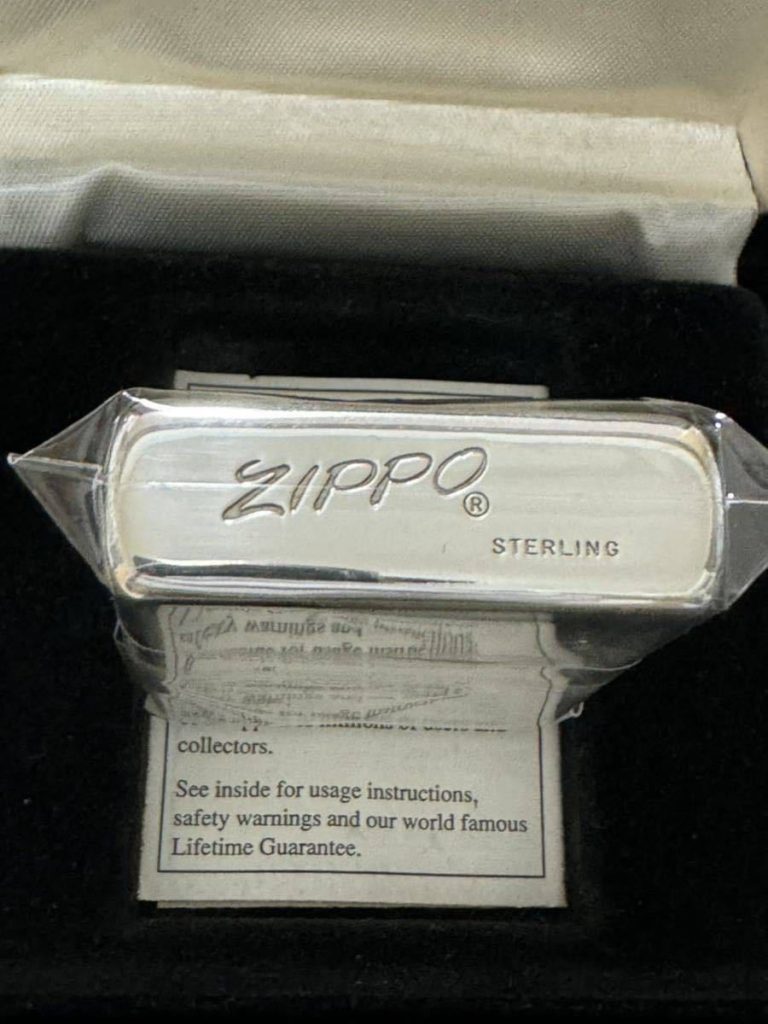 ZIPPO®
STERLING
collectors.
See inside for usage instructions,
safety warnings and our world famous
Lifetime Guarantee.